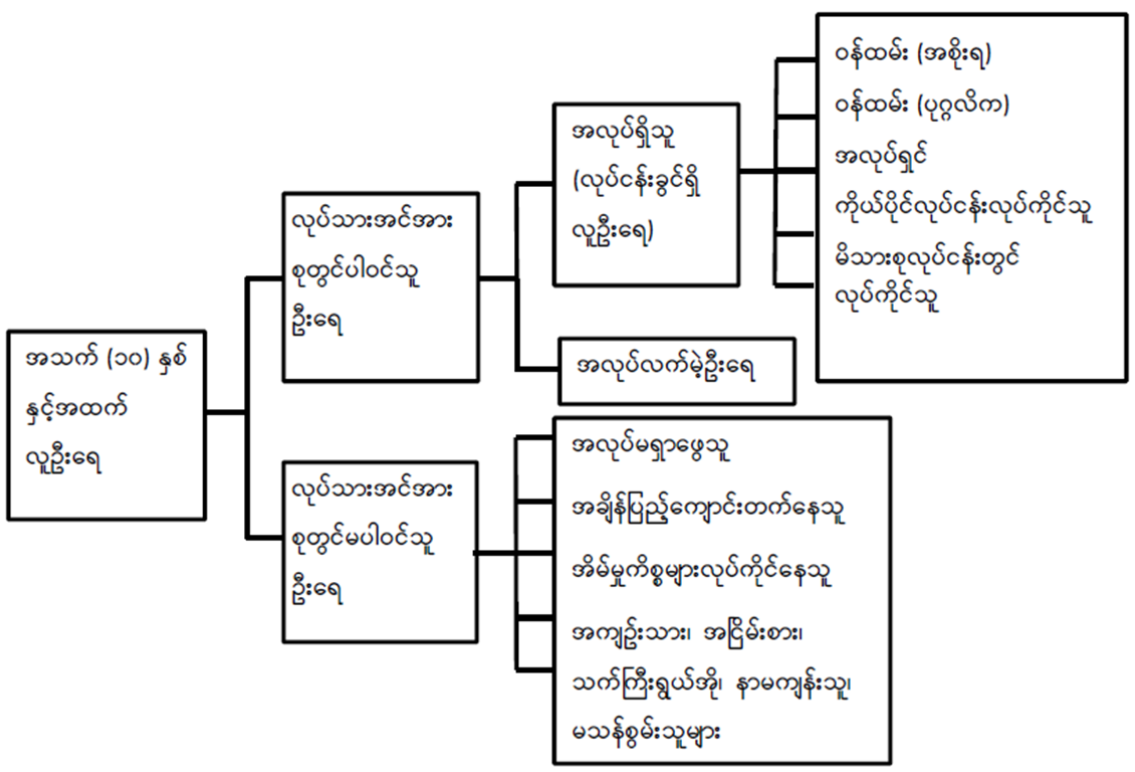 အသက် (၁၀) နှစ်
နှင့်အထက်
လူဦးရေ
လုပ်သားအင်အား
စုတွင်ပါဝင်သူ
ဦးရေ
အလုပ်ရှိသူ
(လုပ်ငန်းခွင်ရှိ
လူဦးရေ)
ဝန်ထမ်း (အစိုးရ)
ဝန်ထမ်း (ပုဂ္ဂလိက)
အလုပ်ရှင်
ကိုယ်ပိုင်လုပ်ငန်းလုပ်ကိုင်သူ
မိသားစုလုပ်ငန်းတွင်
လုပ်ကိုင်သူ
အလုပ်လက်မဲ့ဦးရေ
လုပ်သားအင်အား
စုတွင်မပါဝင်သူ
ဦးရေ
အလုပ်မရှာဖွေသူ
အချိန်ပြည့်ကျောင်းတက်နေသူ
အိမ်မှုကိစ္စများလုပ်ကိုင်နေသူ
အကျဉ်းသား၊ အငြိမ်းစား၊
သက်ကြီးရွယ်အို၊ နာမကျန်းသူ၊
မသန်စွမ်းသူများ